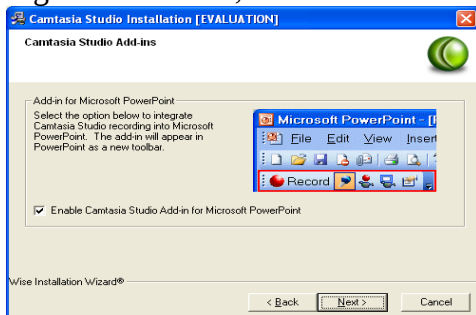 Camtasia Studio Installation [EVALUATION]
Camtasia Studio Add-ins
Add-in for Microsoft PowerPoint
Select the option below to integrate
Camtasia Studio recording into Microsoft
PowerPoint. The add-in will appear in
PowerPoint as a new toolbar.
Microsoft PowerPoint - [
File Edit View Insert
Record
Enable Camtasia Studio Add-in for Microsoft PowerPoint
Wise Installation Wizard®
< Back Next > Cancel